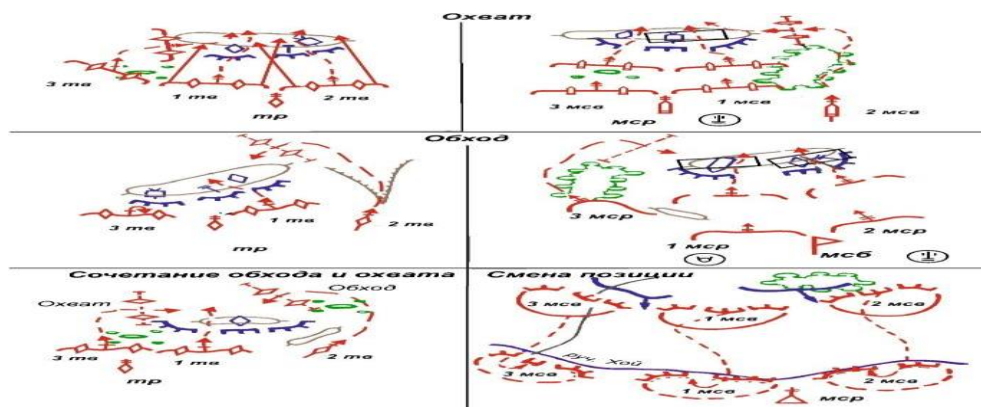 Охват
3 тв
1 тв
2 тв
тр
3 мсв
1 мсв
2 мсв
мср
Обход
3 тв
1 тв
2 тв
тр
3 мср
1 мср
2 мср
мсб
Сочетание обхода и охвата
Охват
Обход
3 тв
1 тв
2 тв
тр
Смена позиции
3 мсв
1 мсв
2 мсв
руч. Хой
3 мсв
1 мсв
2 мсв
мср